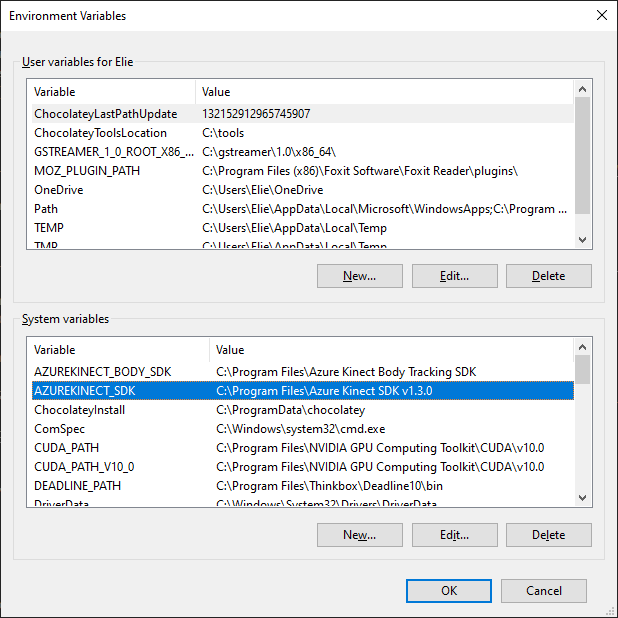 Environment Variables
User variables for Elie
Variable Value
ChocolateyLastPathUpdate 132152912965745907
ChocolateyToolsLocation C:\tools
GSTREAMER_1_0_ROOT_X86_... C:\gstreamer\1.0\x86_64\
MOZ_PLUGIN_PATH C:\Program Files (x86)\Foxit Software\Foxit Reader\plugins\
OneDrive C:\Users\Elie\OneDrive
Path C:\Users\Elie\AppData\Local\Microsoft\WindowsApps;C:\Program ...
TEMP C:\Users\Elie\AppData\Local\Temp
TMP C:\Users\Elie\AppData\Local\Temp
New... Edit... Delete
System variables
Variable Value
AZUREKINECT_BODY_SDK C:\Program Files\Azure Kinect Body Tracking SDK
AZUREKINECT_SDK C:\Program Files\Azure Kinect SDK v1.3.0
ChocolateyInstall C:\ProgramData\chocolatey
ComSpec C:\Windows\system32\cmd.exe
CUDA_PATH C:\Program Files\NVIDIA GPU Computing Toolkit\CUDA\v10.0
CUDA_PATH_V10_0 C:\Program Files\NVIDIA GPU Computing Toolkit\CUDA\v10.0
DEADLINE_PATH C:\Program Files\Thinkbox\Deadline10\bin
DriverData C:\Windows\System32\Drivers\DriverData
New... Edit... Delete
OK Cancel